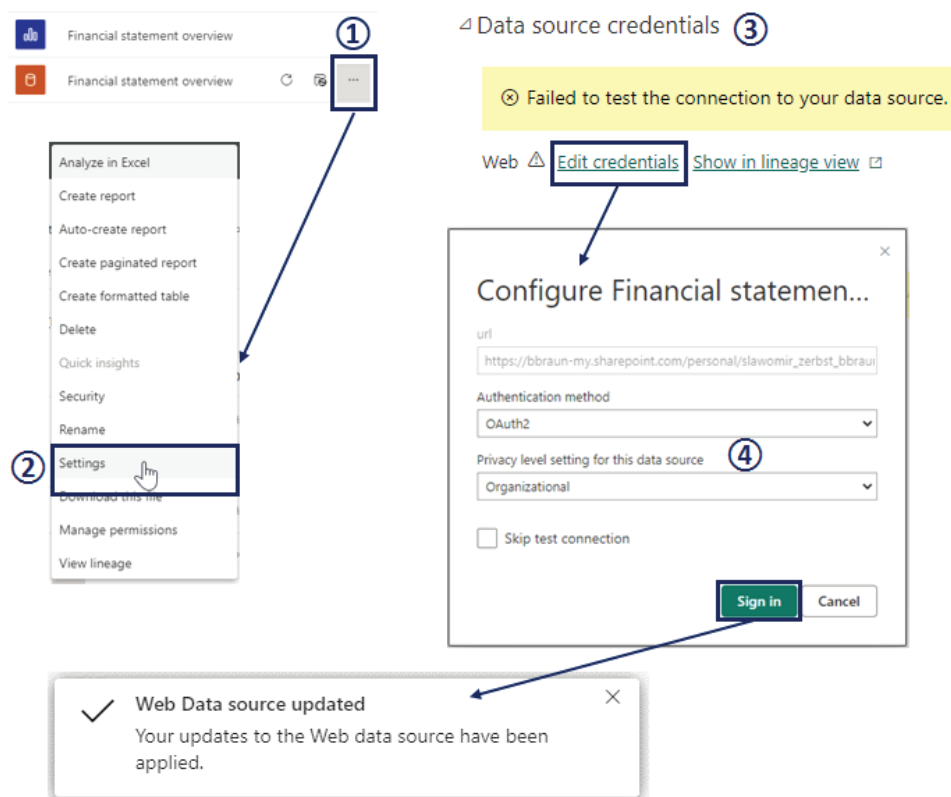 Financial statement overview
①
Financial statement overview
...
Analyze in Excel
Create report
Auto-create report
Create paginated report
Create formatted table
Delete
Quick insights
Security
Rename
②
Settings
Download this file
Manage permissions
View lineage
Data source credentials ③
Failed to test the connection to your data source.
Web Edit credentials Show in lineage view
Configure Financial statemen...
url
https://bbraun-my.sharepoint.com/personal/slawomir_zerbst_bbraun
Authentication method
OAuth2
Privacy level setting for this data source ④
Organizational
Skip test connection
Sign in Cancel
Web Data source updated
Your updates to the Web data source have been
applied.